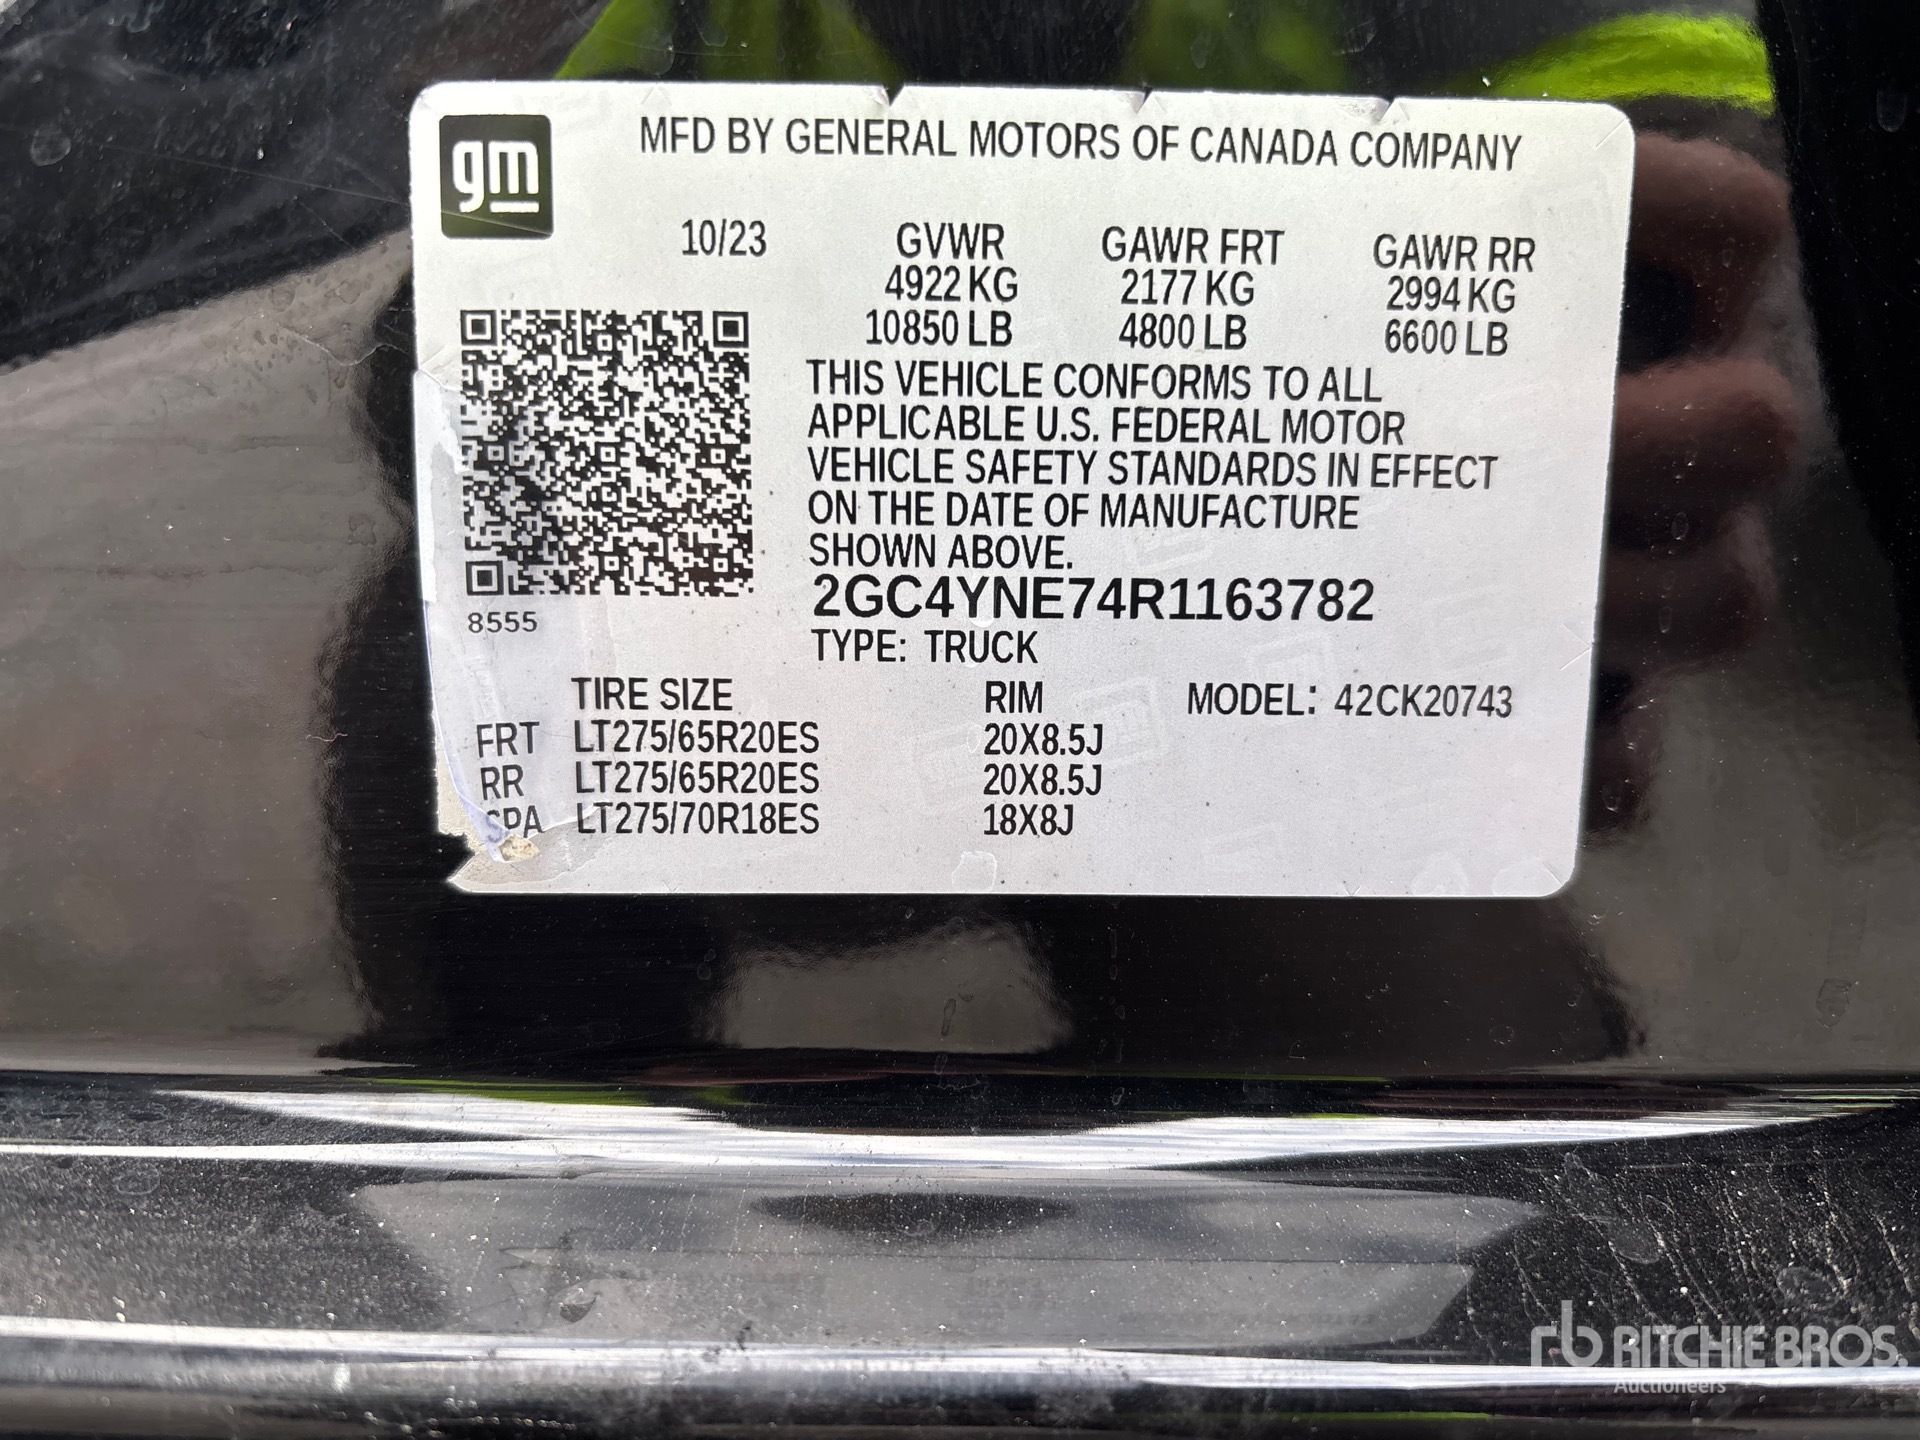 gm
MFD BY GENERAL MOTORS OF CANADA COMPANY
10/23 GVWR GAWR FRT GAWR RR
4922 KG 2177 KG 2994 KG
10850 LB 4800 LB 6600 LB
THIS VEHICLE CONFORMS TO ALL
APPLICABLE U.S. FEDERAL MOTOR
VEHICLE SAFETY STANDARDS IN EFFECT
ON THE DATE OF MANUFACTURE
SHOWN ABOVE.
2GC4YNE74R1163782
8555
TYPE: TRUCK
TIRE SIZE RIM MODEL: 42CK20743
FRT LT275/65R20ES 20X8.5J
RR LT275/65R20ES 20X8.5J
SPA LT275/70R18ES 18X8J
rb RITCHIE BROS.
Auctioneers